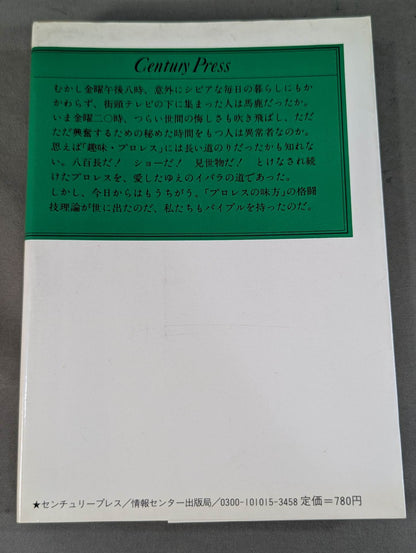 Century Press
むかし金曜午後八時、意外にシビアな毎日の暮らしにもか
かわらず、街頭テレビの下に集まった人は馬鹿だったか。
いま金曜二〇時、つらい世間の悔しさも吹き飛ばし、ただ
ただ興奮するための秘めた時間をもつ人は異常者なのか。
思えば「趣味・プロレス」には長い道のりだったかも知れな
い。八百長だ！　ショーだ！　見世物だ！　とけなされ続
けたプロレスを、愛したゆえのイバラの道であった。
しかし、今日からはもうちがう、「プロレスの味方」の格闘
技理論が世に出たのだ、私たちもバイブルを持ったのだ。
★センチュリープレス／情報センター出版局／0300-101015-3458 定価＝780円